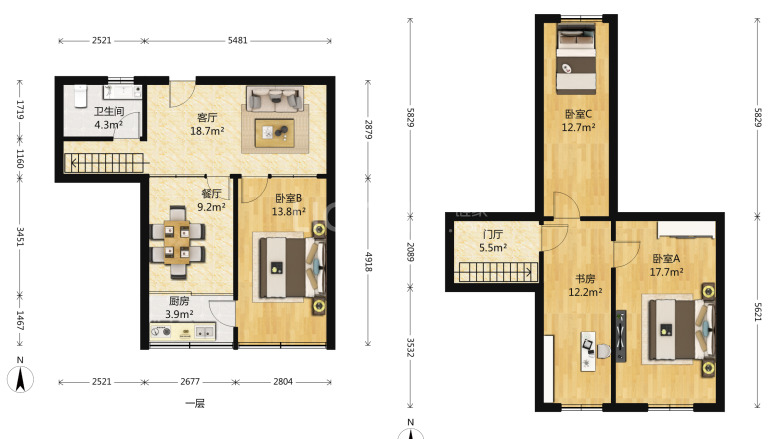 2521
5481
1719
1160
3451
1467
2879
4918
2521
2677
2804
卫生间
4.3m²
客厅
18.7m²
餐厅
9.2m²
卧室B
13.8m²
厨房
3.9m²
N
一层
5829
2089
3532
5829
5621
卧室C
12.7m²
门厅
5.5m²
书房
12.2m²
卧室A
17.7m²
N